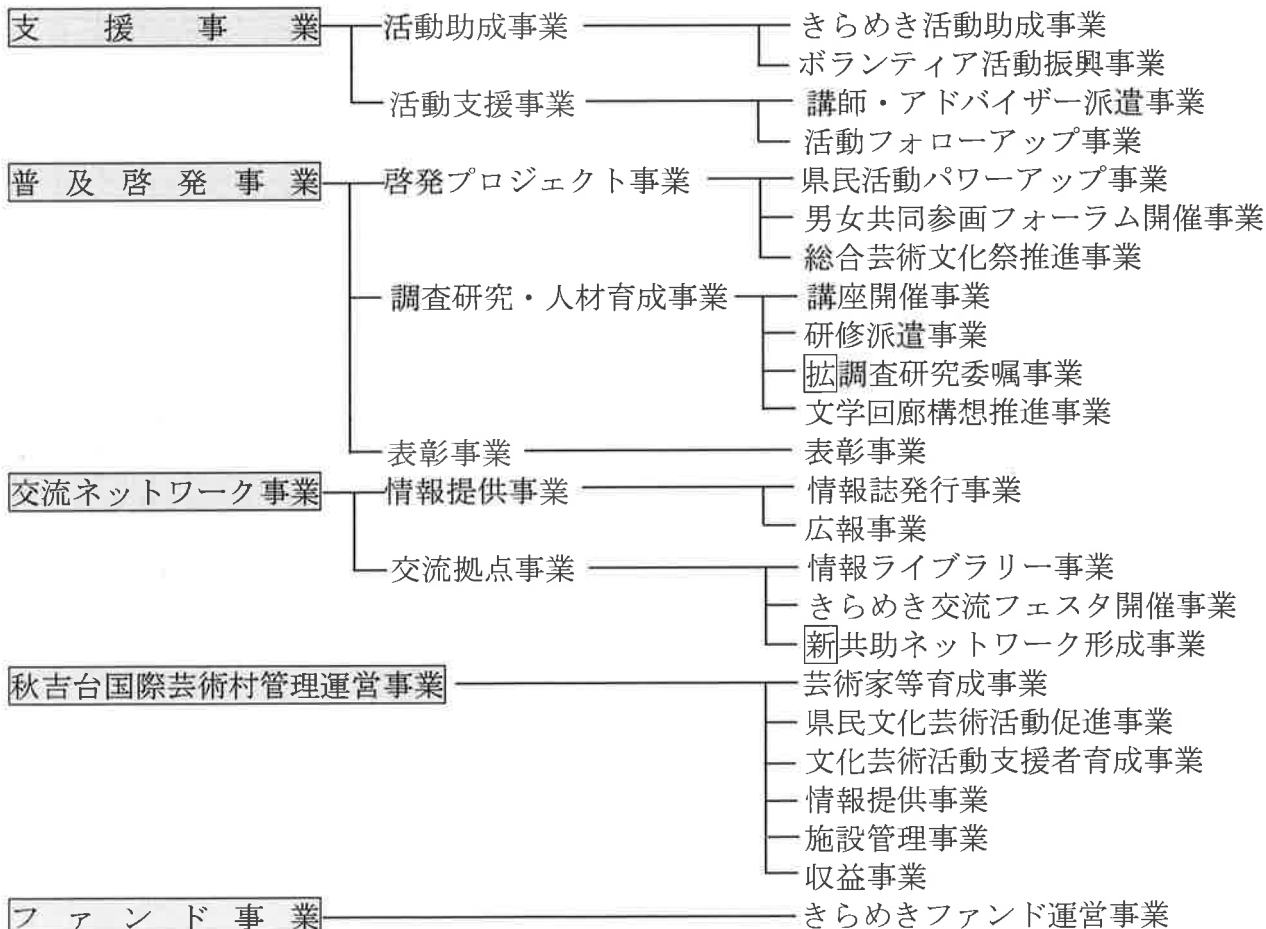 支援事業 活動助成事業 きらめき活動助成事業
ボランティア活動振興事業
活動支援事業 講師・アドバイザー派遣事業
活動フォローアップ事業
普及啓発事業 啓発プロジェクト事業 県民活動パワーアップ事業
男女共同参画フォーラム開催事業
総合芸術文化祭推進事業
調査研究・人材育成事業 講座開催事業
研修派遣事業
拡調査研究委嘱事業
文学回廊構想推進事業
表彰事業 表彰事業
交流ネットワーク事業 情報提供事業 情報誌発行事業
広報事業
交流拠点事業 情報ライブラリー事業
きらめき交流フェスタ開催事業
新共助ネットワーク形成事業
秋吉台国際芸術村管理運営事業 芸術家等育成事業
県民文化芸術活動促進事業
文化芸術活動支援者育成事業
情報提供事業
施設管理事業
収益事業
ファンド事業 きらめきファンド運営事業